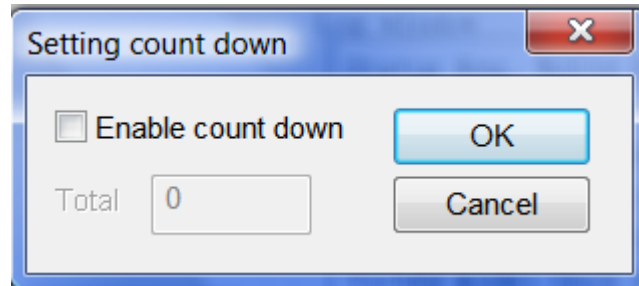 Setting count down
Enable count down
OK
Total 0
Cancel